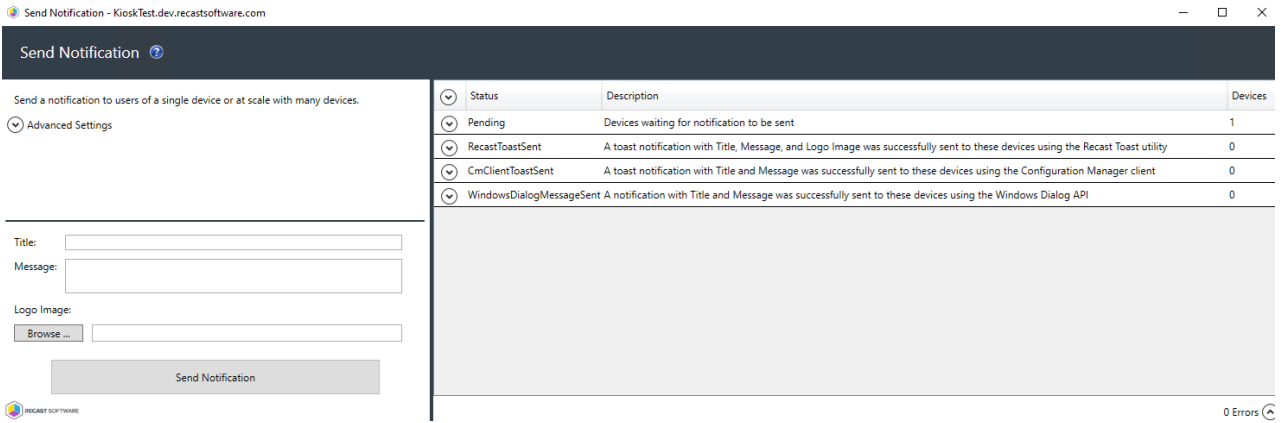 Send Notification - KioskTest.dev.recastsoftware.com
Send Notification ?
Send a notification to users of a single device or at scale with many devices.
Advanced Settings
Title:
Message:
Logo Image:
Browse ...
Send Notification
RECAST SOFTWARE
Status Description Devices
Pending Devices waiting for notification to be sent 1
RecastToastSent A toast notification with Title, Message, and Logo Image was successfully sent to these devices using the Recast Toast utility 0
CmClientToastSent A toast notification with Title and Message was successfully sent to these devices using the Configuration Manager client 0
WindowsDialogMessageSent A notification with Title and Message was successfully sent to these devices using the Windows Dialog API 0
0 Errors